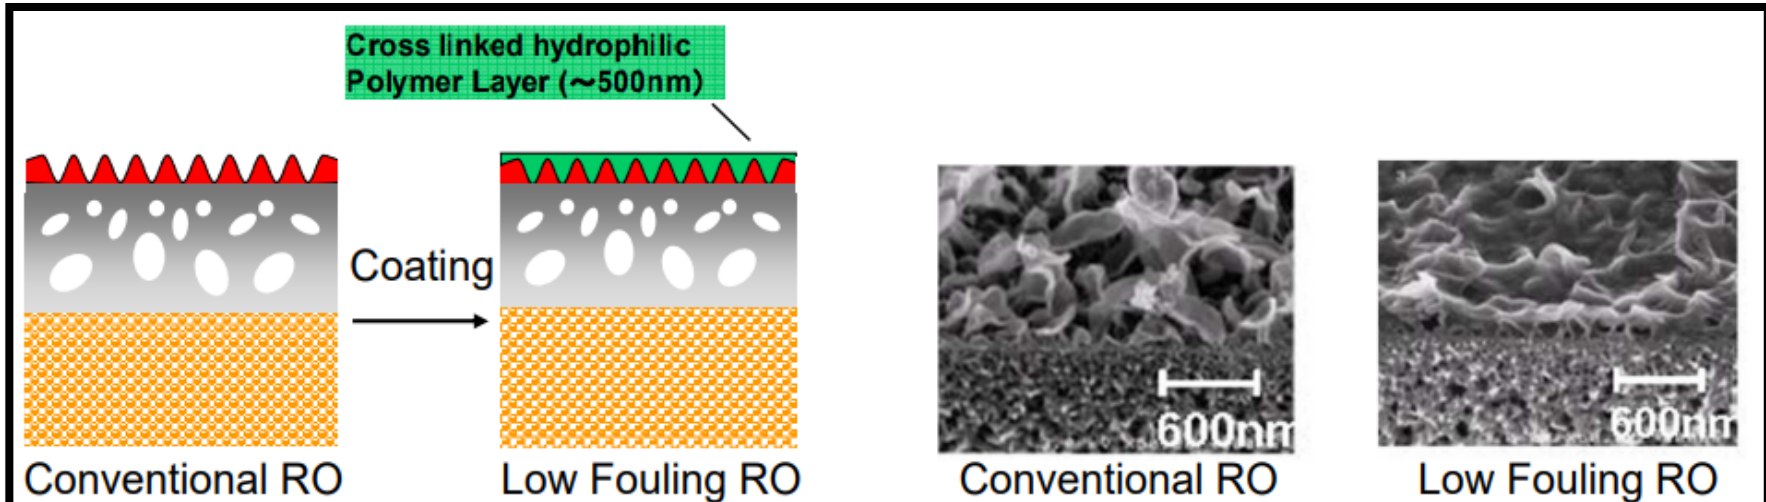 Cross linked hydrophilic
Polymer Layer (～500nm)
Coating
600nm
600nm
Conventional RO
Low Fouling RO
Conventional RO
Low Fouling RO